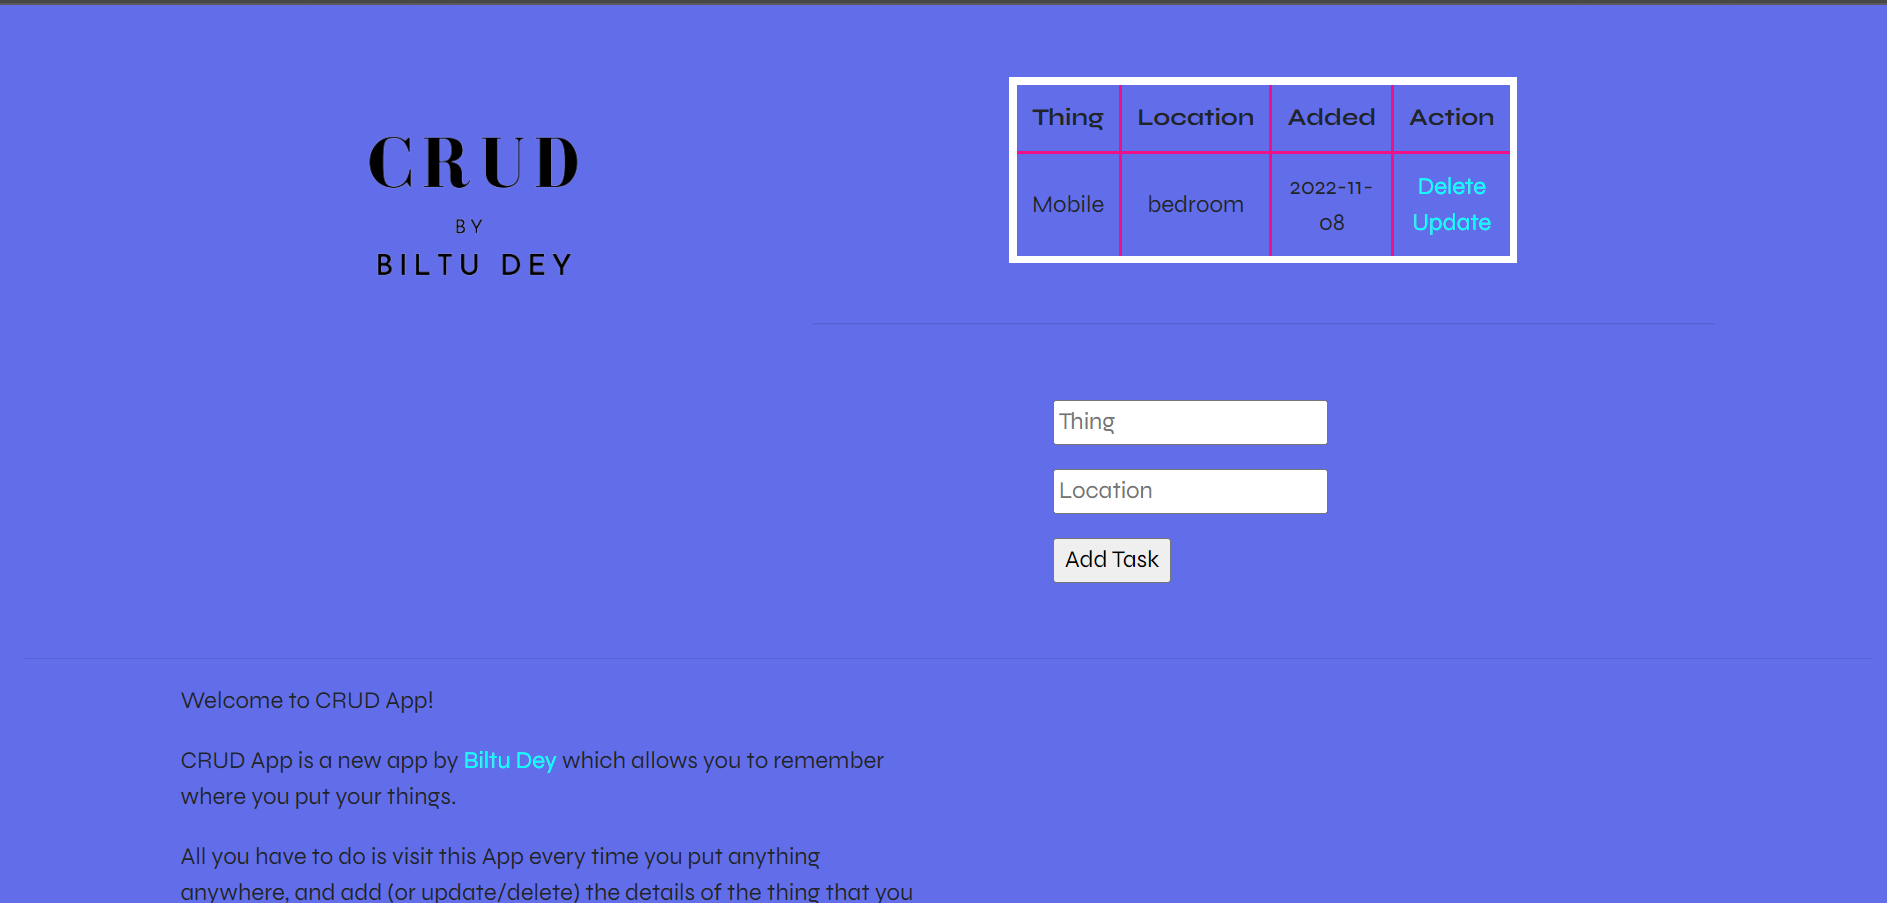 CRUD
BY
BILTU DEY
Thing Location Added Action
Mobile bedroom 2022-11-
08 Delete
Update
Thing
Location
Add Task
Welcome to CRUD App!
CRUD App is a new app by Biltu Dey which allows you to remember
where you put your things.
All you have to do is visit this App every time you put anything
anywhere, and add (or update/delete) the details of the thing that you